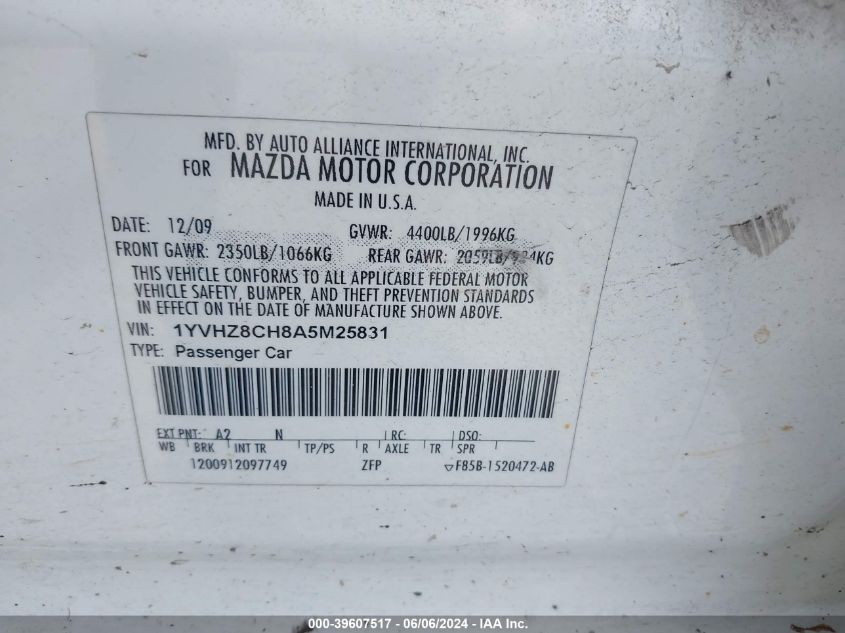 MFD. BY AUTO ALLIANCE INTERNATIONAL, INC.
FOR MAZDA MOTOR CORPORATION
MADE IN U.S.A.
DATE: 12/09 GVWR: 4400LB/1996KG
FRONT GAWR: 2350LB/1066KG REAR GAWR: 2059LB/934KG
THIS VEHICLE CONFORMS TO ALL APPLICABLE FEDERAL MOTOR
VEHICLE SAFETY, BUMPER, AND THEFT PREVENTION STANDARDS
IN EFFECT ON THE DATE OF MANUFACTURE SHOWN ABOVE.
VIN: 1YVHZ8CH8A5M25831
TYPE: Passenger Car
EXT PNT: A2 N RC: DSO:
WB BRK INT TR TP/PS R AXLE TR SPR
1200912097749 ZFP ▽F85B-1520472-AB
000-39607517 - 06/06/2024 - IAA Inc.